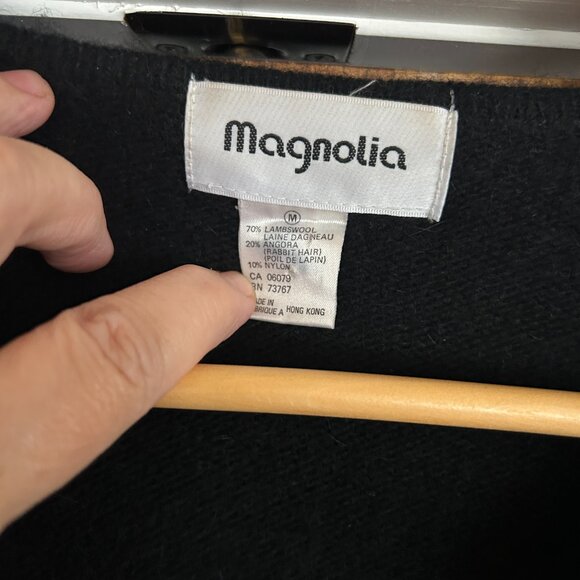 Magnolia
M
70% LAMBSWOOL
LAINE DAGNEAU
20% ANGORA
(RABBIT HAIR)
(POIL DE LAPIN)
10% NYLON
CA 06079
RN 73767
MADE IN
FABRIQUE A HONG KONG